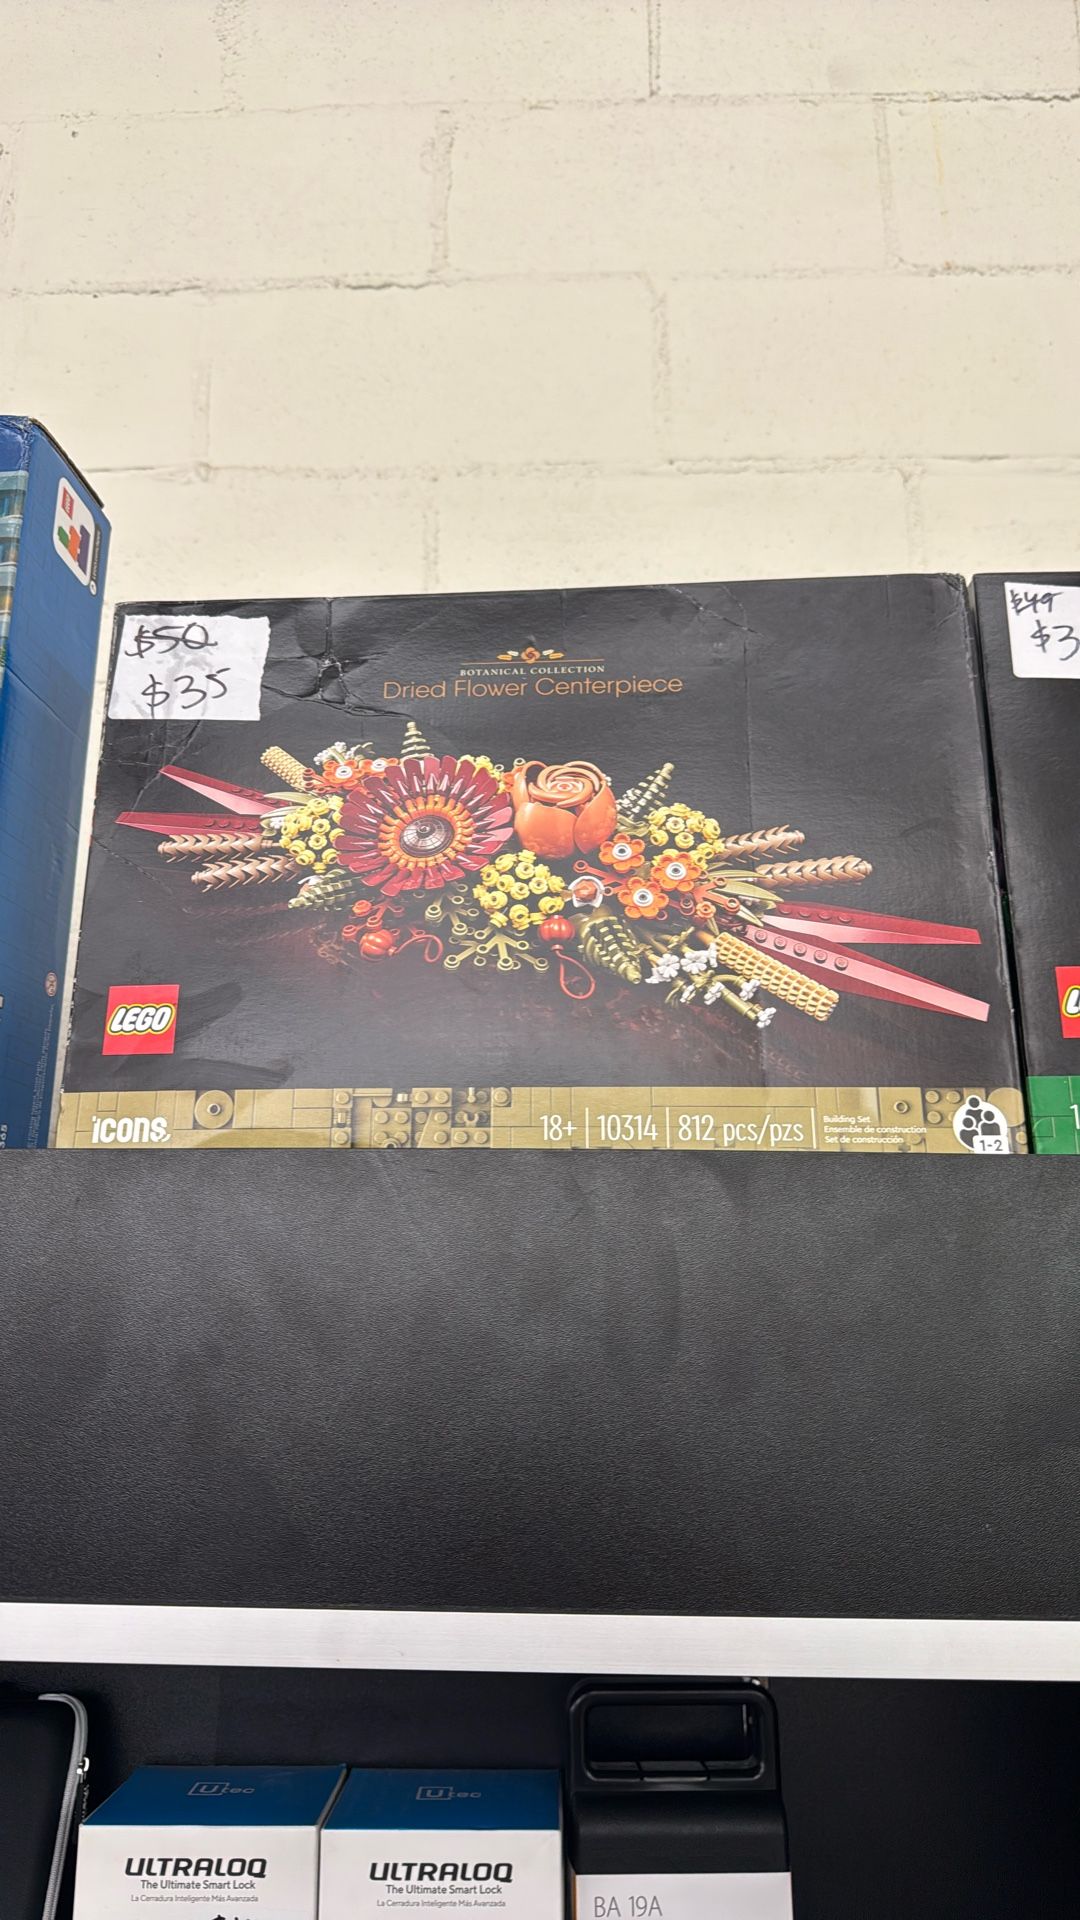 $50
$35
BOTANICAL COLLECTION
Dried Flower Centerpiece
LEGO
icons
18+ | 10314 | 812 pcs/pzs
Building Set
Ensemble de construction
Set de construcción
1-2
$49
$3
Utec
ULTRALOQ
The Ultimate Smart Lock
La Cerradura Inteligente Más Avanzada
Utec
ULTRALOQ
The Ultimate Smart Lock
La Cerradura Inteligente Más Avanzada
BA 19A